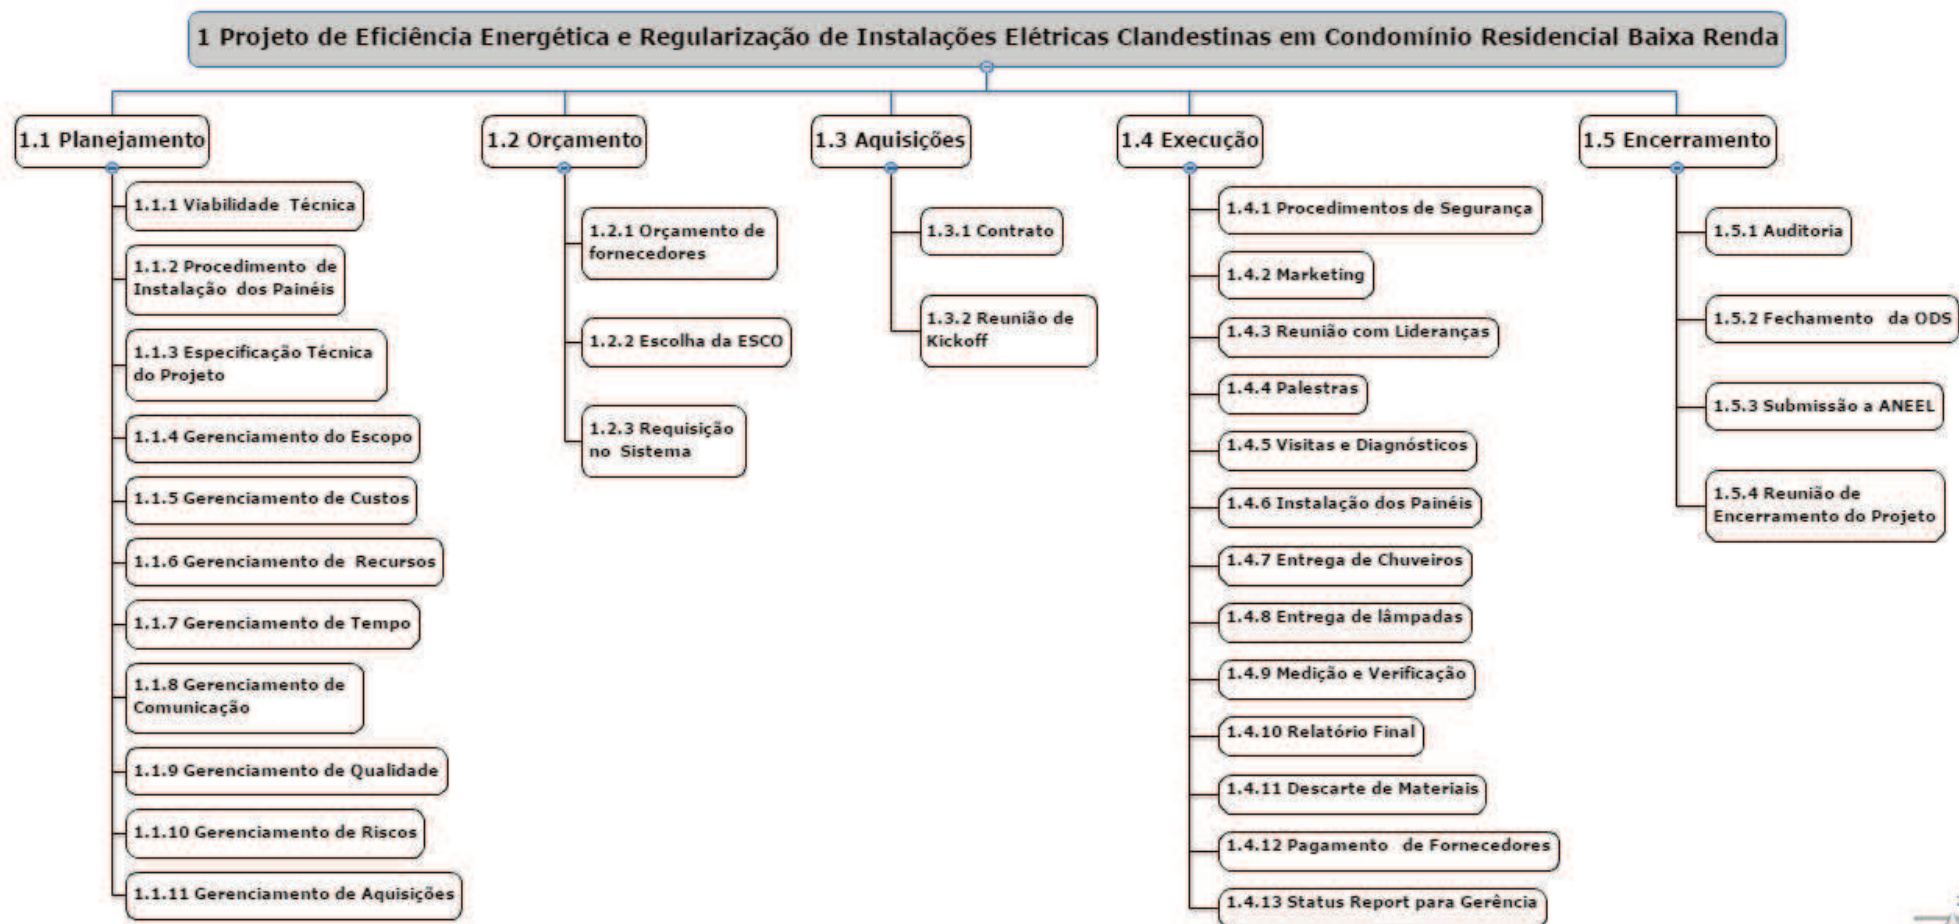 1 Projeto de Eficiência Energética e Regularização de Instalações Elétricas Clandestinas em Condomínio Residencial Baixa Renda
1.1 Planejamento
1.1.1 Viabilidade Técnica
1.1.2 Procedimento de
Instalação dos Painéis
1.1.3 Especificação Técnica
do Projeto
1.1.4 Gerenciamento do Escopo
1.1.5 Gerenciamento de Custos
1.1.6 Gerenciamento de Recursos
1.1.7 Gerenciamento de Tempo
1.1.8 Gerenciamento de
Comunicação
1.1.9 Gerenciamento de Qualidade
1.1.10 Gerenciamento de Riscos
1.1.11 Gerenciamento de Aquisições
1.2 Orçamento
1.2.1 Orçamento de
fornecedores
1.2.2 Escolha da ESCO
1.2.3 Requisição
no Sistema
1.3 Aquisições
1.3.1 Contrato
1.3.2 Reunião de
Kickoff
1.4 Execução
1.4.1 Procedimentos de Segurança
1.4.2 Marketing
1.4.3 Reunião com Lideranças
1.4.4 Palestras
1.4.5 Visitas e Diagnósticos
1.4.6 Instalação dos Painéis
1.4.7 Entrega de Chuveiros
1.4.8 Entrega de lâmpadas
1.4.9 Medição e Verificação
1.4.10 Relatório Final
1.4.11 Descarte de Materiais
1.4.12 Pagamento de Fornecedores
1.4.13 Status Report para Gerência
1.5 Encerramento
1.5.1 Auditoria
1.5.2 Fechamento da ODS
1.5.3 Submissão a ANEEL
1.5.4 Reunião de
Encerramento do Projeto